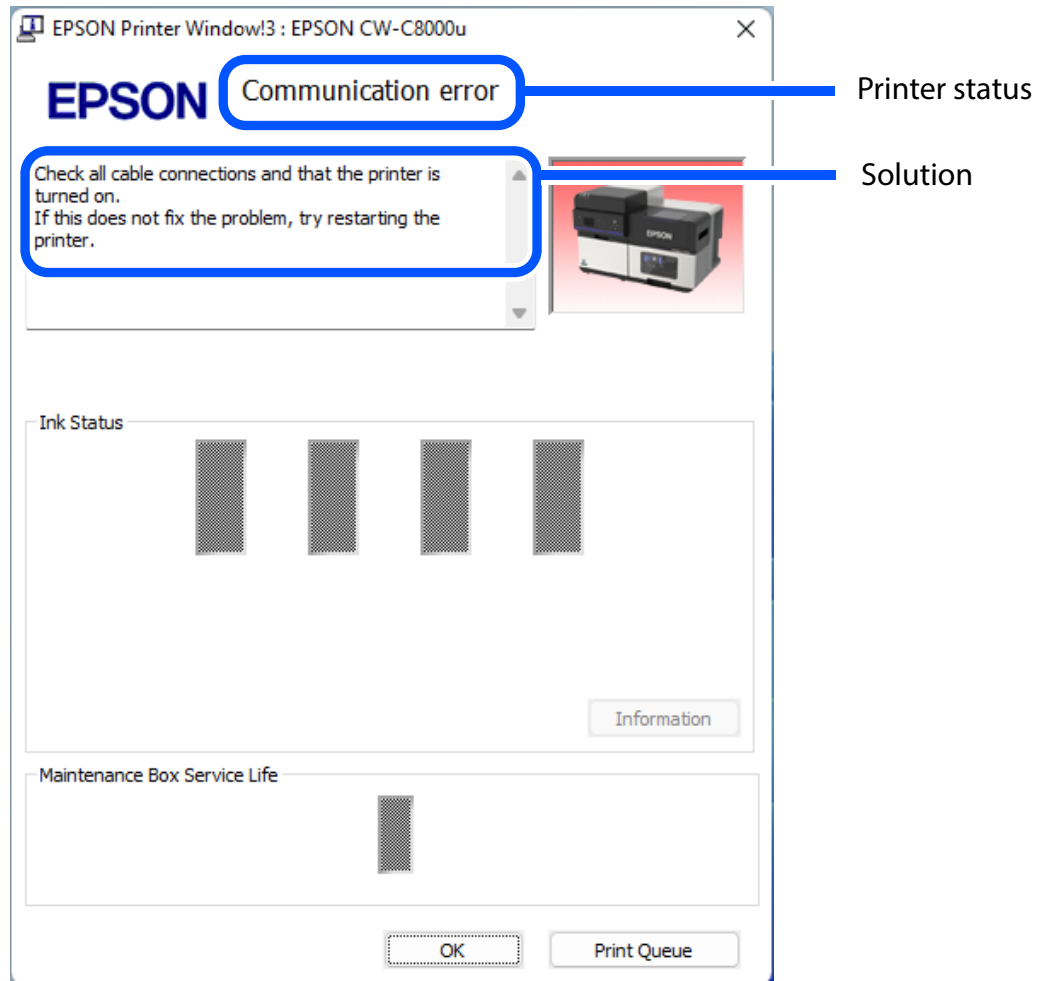 EPSON Printer Window!3 : EPSON CW-C8000u
EPSON
Communication error
Printer status
Check all cable connections and that the printer is
turned on.
If this does not fix the problem, try restarting the
printer.
Solution
EPSON
Ink Status
Information
Maintenance Box Service Life
OK
Print Queue